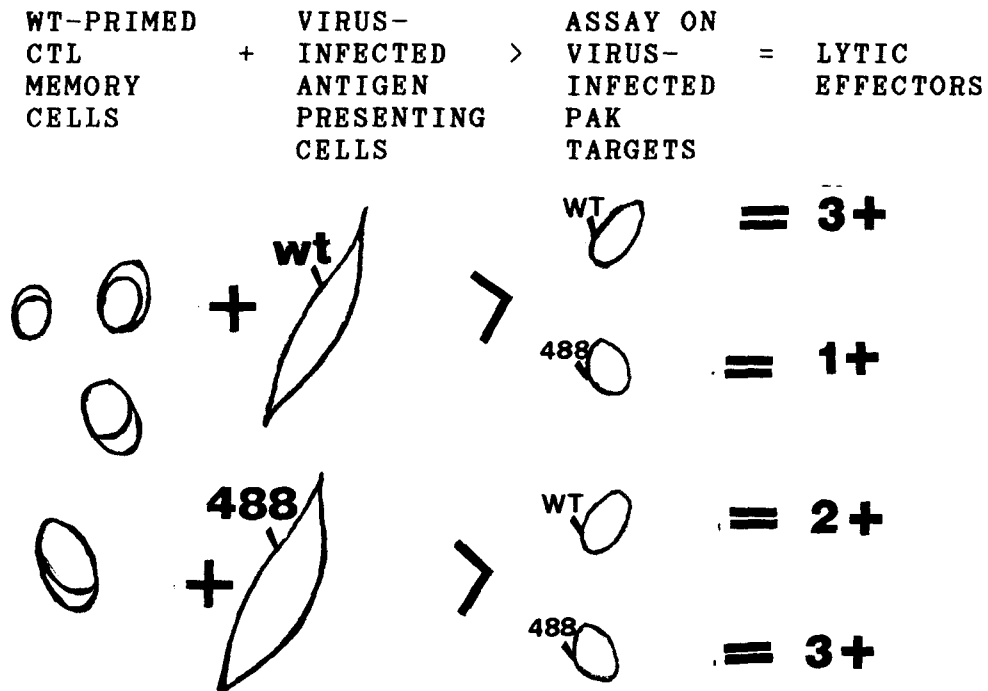 WT-PRIMED CTL MEMORY CELLS + VIRUS-INFECTED ANTIGEN PRESENTING CELLS > ASSAY ON VIRUS-INFECTED PAK TARGETS = LYTIC EFFECTORS
wt
+
>
WT
= 3+
488
= 1+
488
+
>
WT
= 2+
488
= 3+